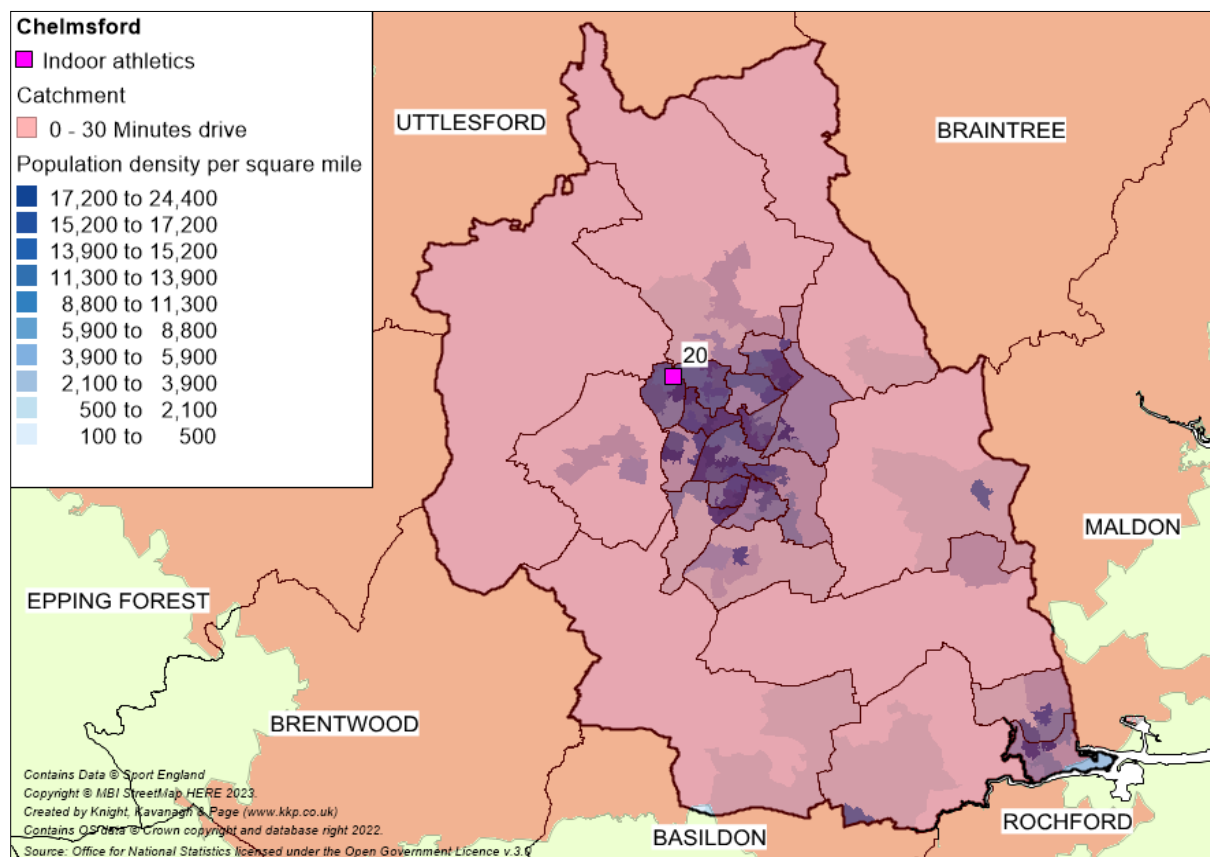 Chelmsford
Indoor athletics
Catchment
0 - 30 Minutes drive
Population density per square mile
17,200 to 24,400
15,200 to 17,200
13,900 to 15,200
11,300 to 13,900
8,800 to 11,300
5,900 to 8,800
3,900 to 5,900
2,100 to 3,900
500 to 2,100
100 to 500
UTTLESFORD
BRAINTREE
20
MALDON
EPPING FOREST
BRENTWOOD
BASILDON
ROCHFORD
Contains Data © Sport England
Copyright © MBI StreetMap HERE 2023.
Created by Knight, Kavanagh & Page (www.kkp.co.uk)
Contains OS data © Crown copyright and database right 2022.
Source: Office for National Statistics licensed under the Open Government Licence v.3.0